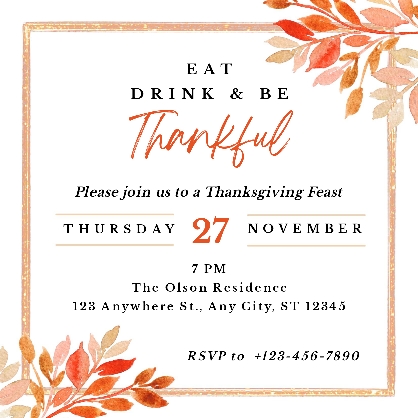 EAT
DRINK & BE
Thankful
Please join us to a Thanksgiving Feast
THURSDAY 27 NOVEMBER
7 PM
The Olson Residence
123 Anywhere St., Any City, ST 12345
RSVP to +123-456-7890